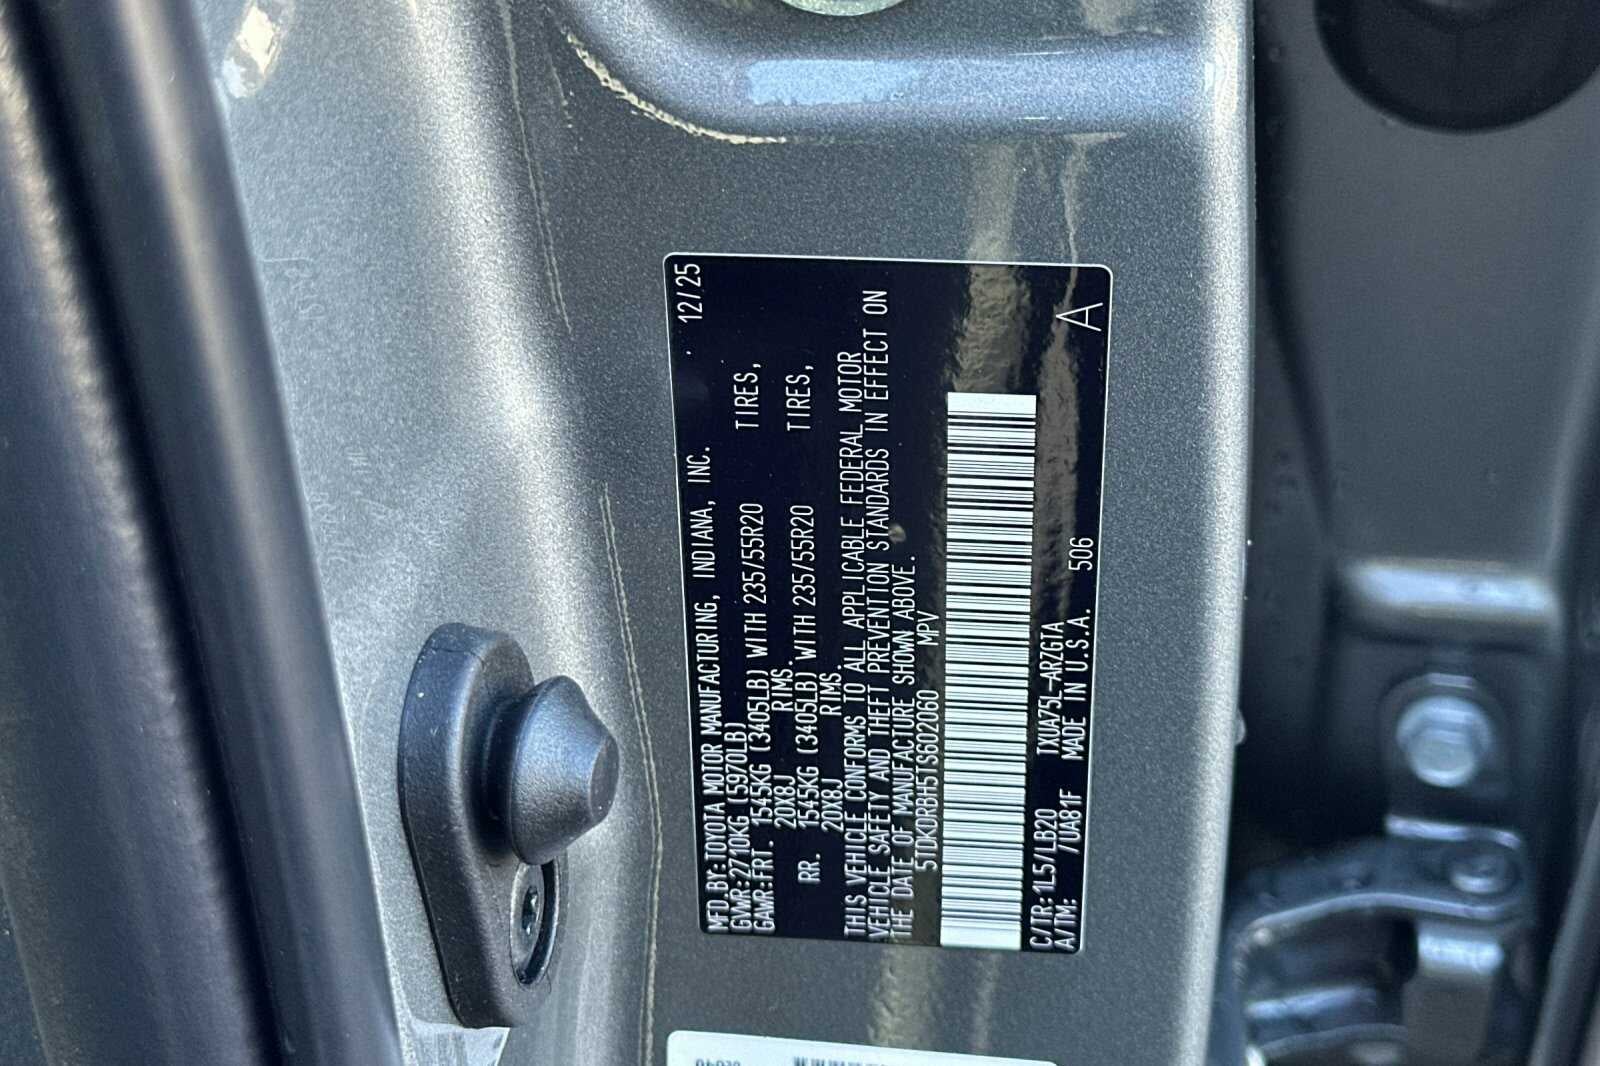 MFD.BY: TOYOTA MOTOR MANUFACTURING, INDIANA, INC. 12/25
GVWR: 2710KG (5970LB)
GAWR: FRT. 1545KG (3405LB) WITH 235/55R20 TIRES,
20X8J RIMS.
RR. 1545KG (3405LB) WITH 235/55R20 TIRES,
20X8J RIMS.
THIS VEHICLE CONFORMS TO ALL APPLICABLE FEDERAL MOTOR
VEHICLE SAFETY AND THEFT PREVENTION STANDARDS IN EFFECT ON
THE DATE OF MANUFACTURE SHOWN ABOVE.
5TDKDRBH5TS602060 MPV
C/TR: 1L5/LB20 TXUA75L-ARZGTA
A/TM: /UA81F MADE IN U.S.A. 506 A